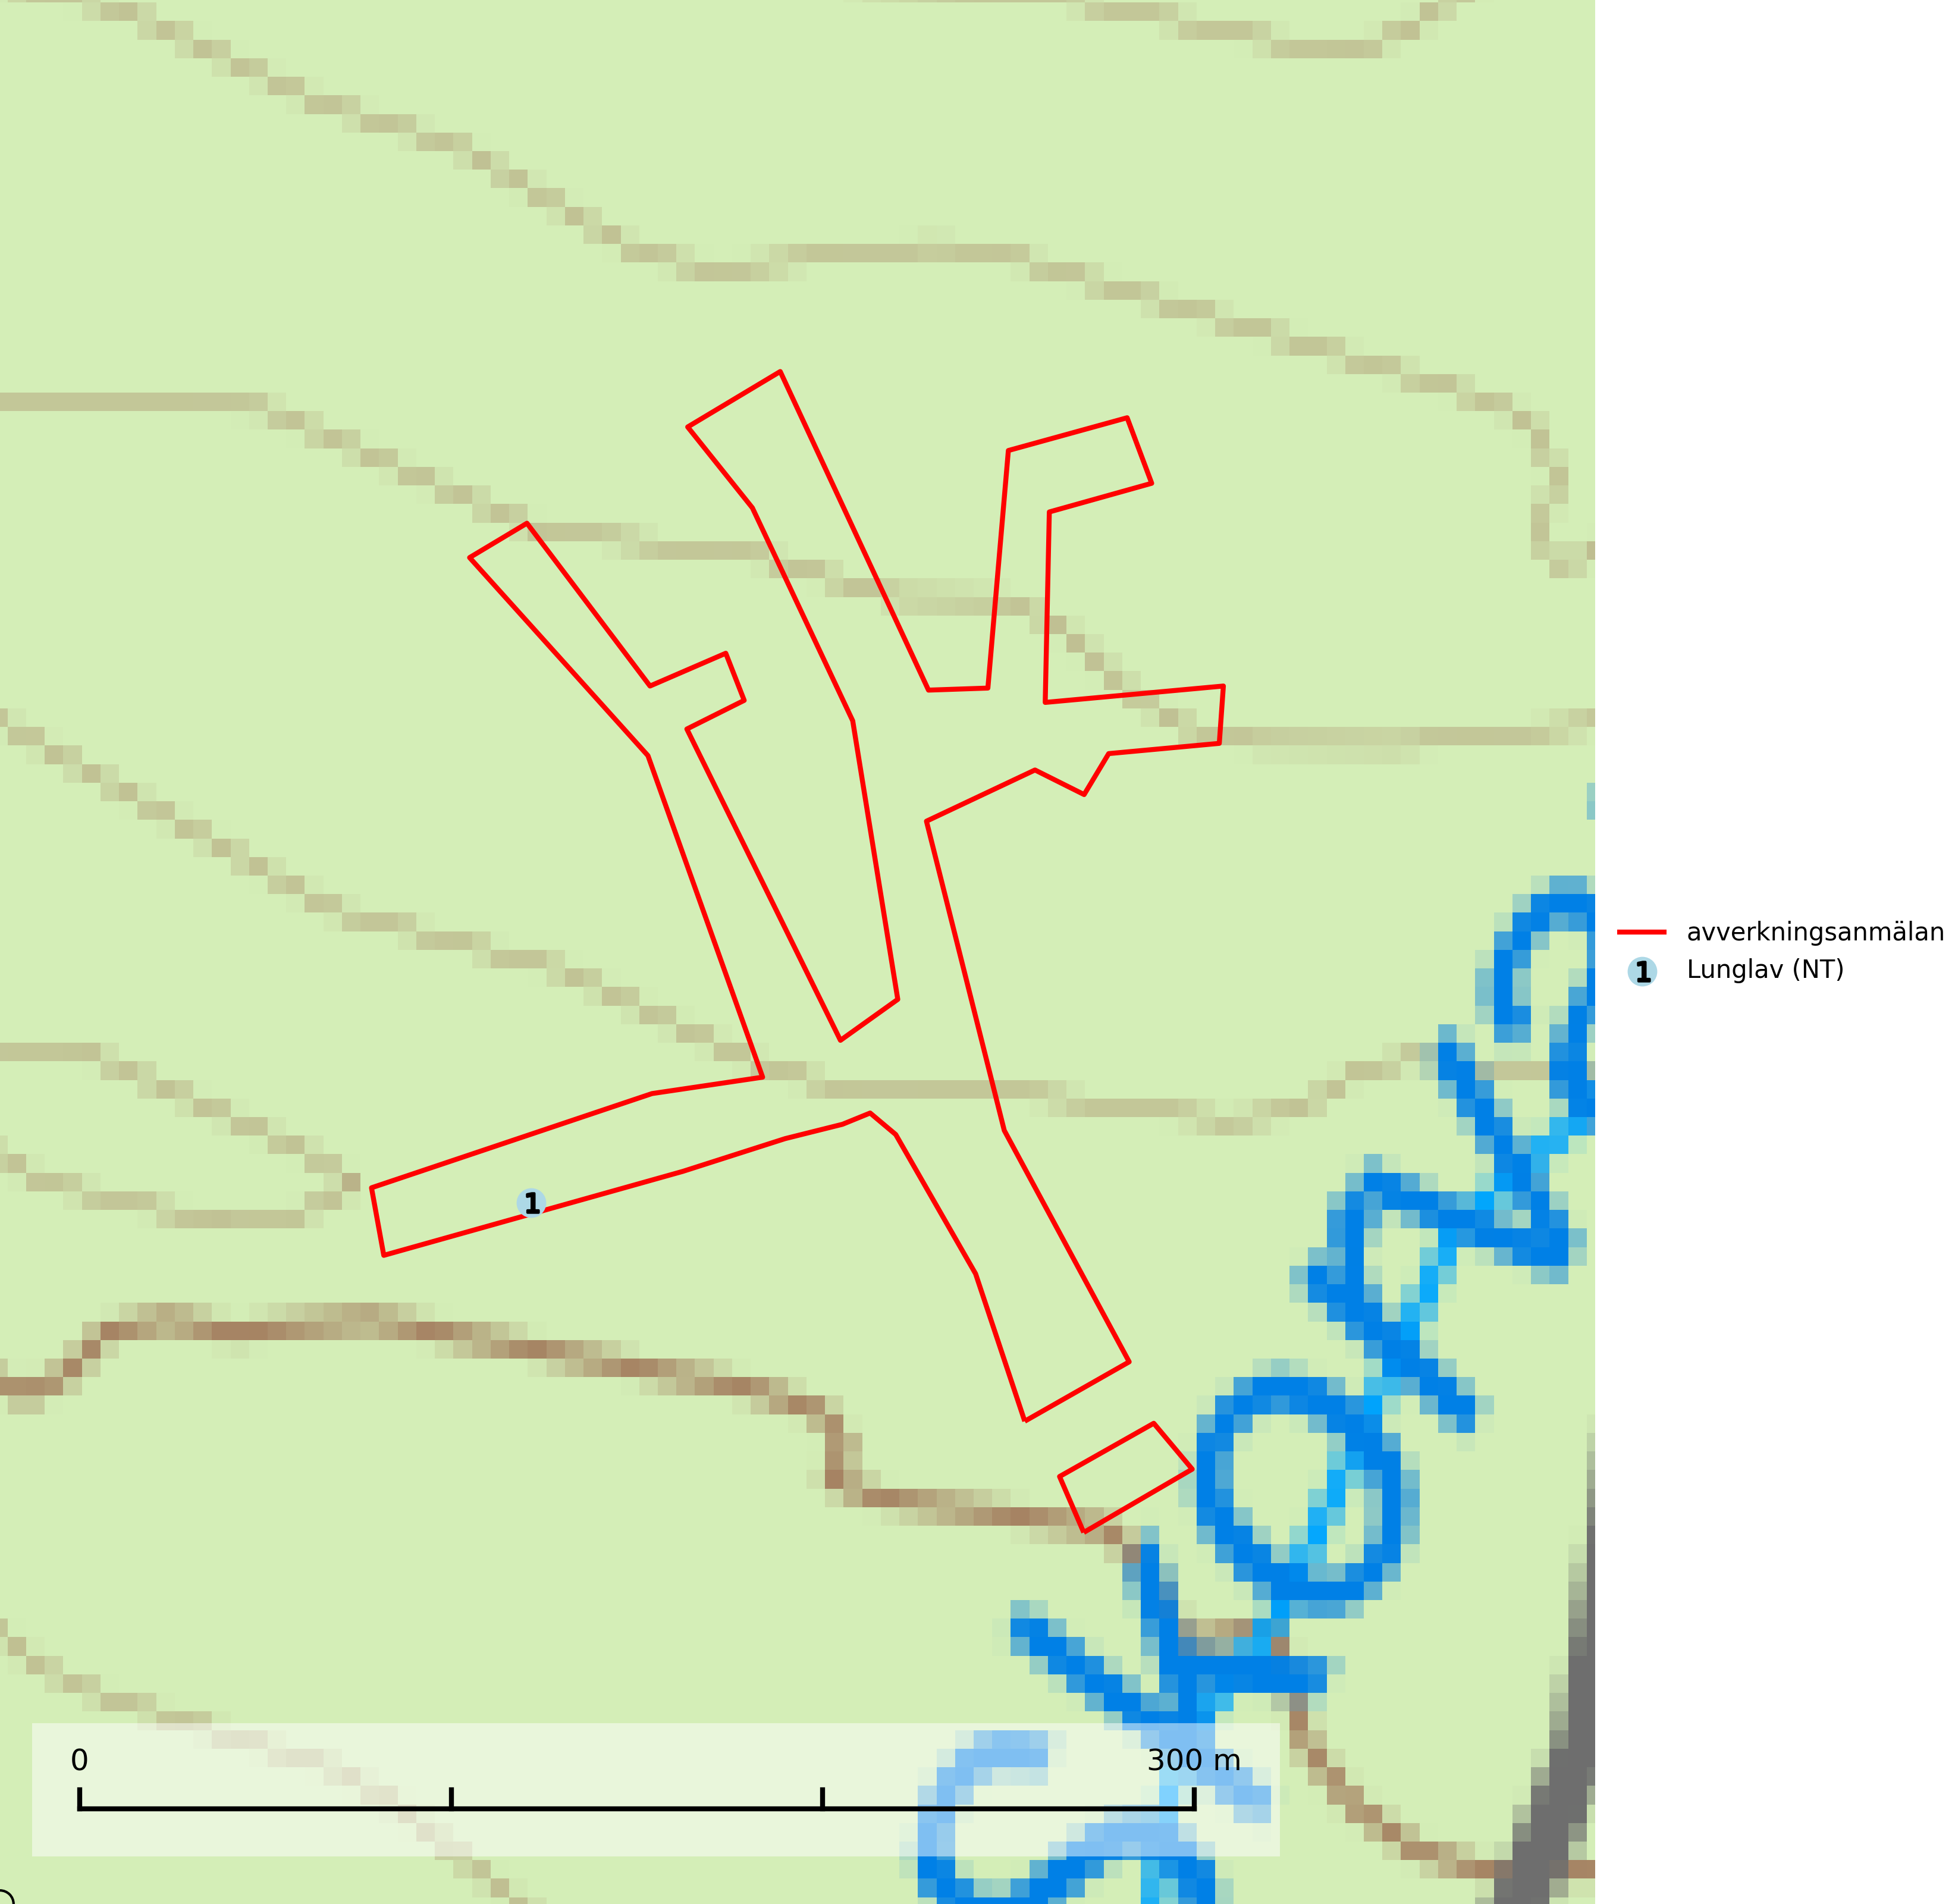 avverkningsanmälan
1 Lunglav (NT)
1
0 300 m